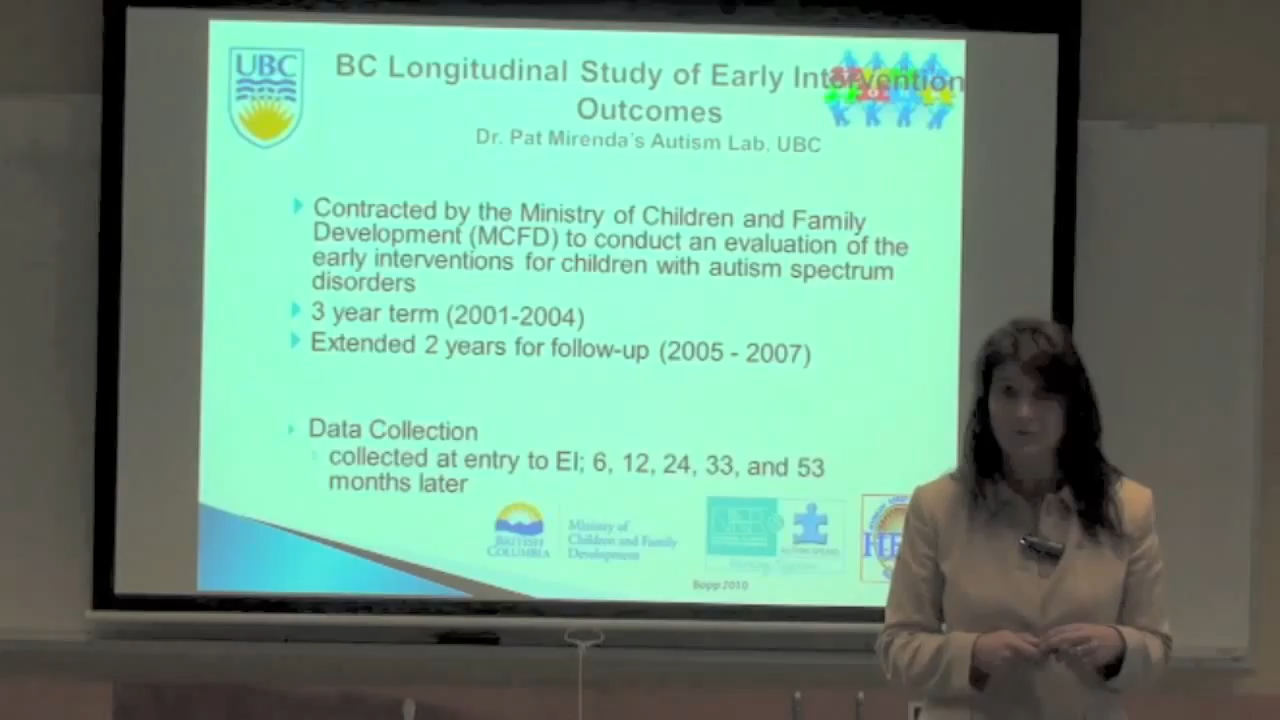 UBC
BC Longitudinal Study of Early Intervention
Outcomes
Dr. Pat Mirenda's Autism Lab. UBC
Contracted by the Ministry of Children and Family
Development (MCFD) to conduct an evaluation of the
early interventions for children with autism spectrum
disorders
3 year term (2001-2004)
Extended 2 years for follow-up (2005 - 2007)
Data Collection
collected at entry to EI; 6, 12, 24, 33, and 53
months later
BRITISH
COLUMBIA
Ministry of
Children and Family
Development
Bopp 2010